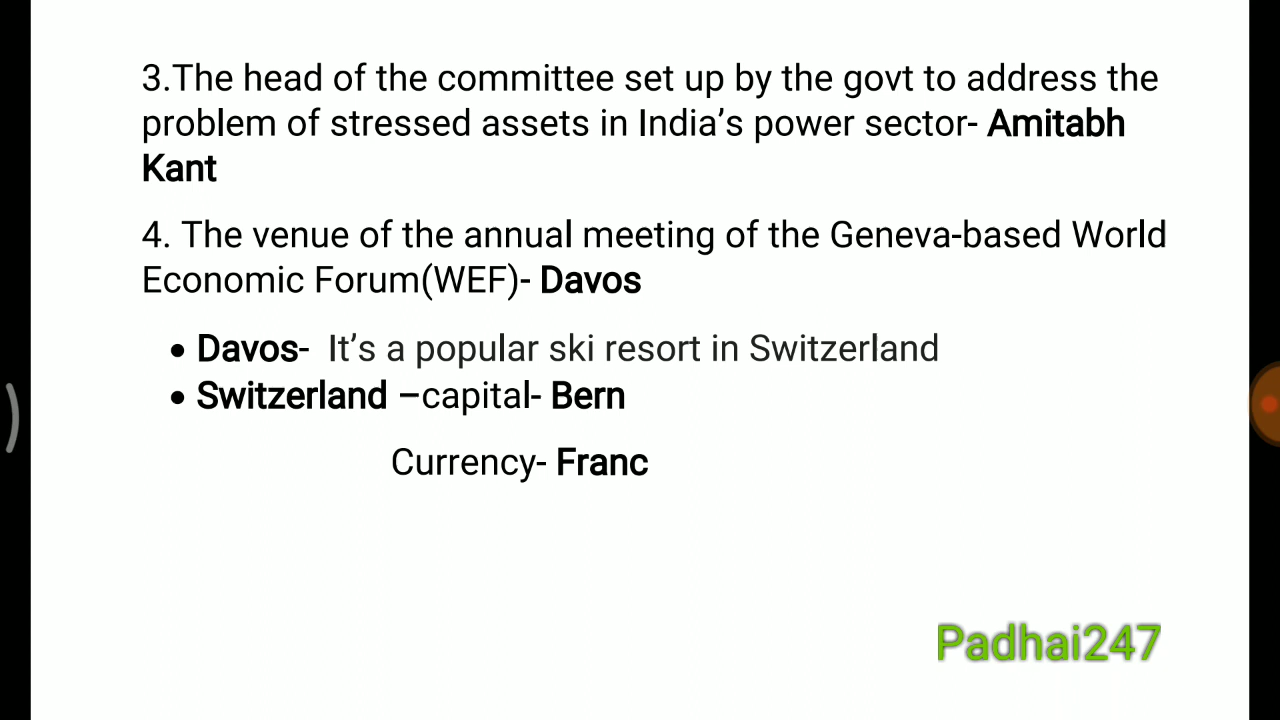 3.The head of the committee set up by the govt to address the
problem of stressed assets in India’s power sector- Amitabh
Kant
4. The venue of the annual meeting of the Geneva-based World
Economic Forum(WEF)- Davos
• Davos- It’s a popular ski resort in Switzerland
• Switzerland –capital- Bern
Currency- Franc
Padhai247